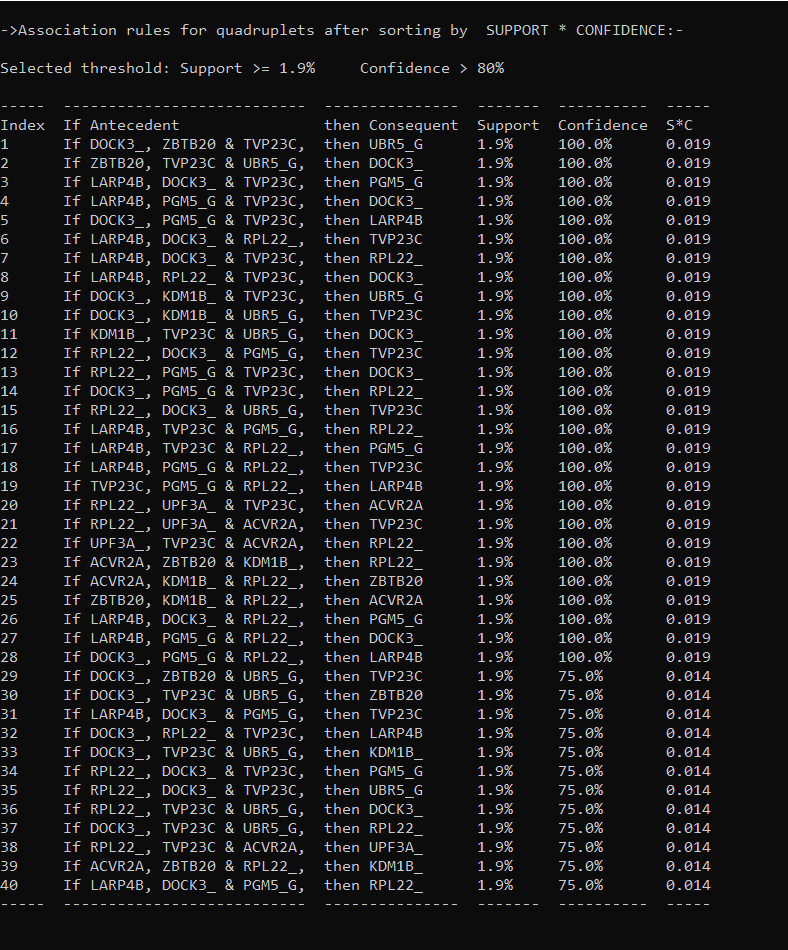 ->Association rules for quadruplets after sorting by  SUPPORT * CONFIDENCE:-
Selected threshold: Support >= 1.9%     Confidence > 80%
-----  ---------------------------  ---------------  -------  ----------  -----
Index  If Antecedent                then Consequent  Support  Confidence  S*C
1      If DOCK3_, ZBTB20 & TVP23C,  then UBR5_G      1.9%     100.0%      0.019
2      If ZBTB20, TVP23C & UBR5_G,  then DOCK3_      1.9%     100.0%      0.019
3      If LARP4B, DOCK3_ & TVP23C,  then PGM5_G      1.9%     100.0%      0.019
4      If LARP4B, PGM5_G & TVP23C,  then DOCK3_      1.9%     100.0%      0.019
5      If DOCK3_, PGM5_G & TVP23C,  then LARP4B      1.9%     100.0%      0.019
6      If LARP4B, DOCK3_ & RPL22_,  then TVP23C      1.9%     100.0%      0.019
7      If LARP4B, DOCK3_ & TVP23C,  then RPL22_      1.9%     100.0%      0.019
8      If LARP4B, RPL22_ & TVP23C,  then DOCK3_      1.9%     100.0%      0.019
9      If DOCK3_, KDM1B_ & TVP23C,  then UBR5_G      1.9%     100.0%      0.019
10     If DOCK3_, KDM1B_ & UBR5_G,  then TVP23C      1.9%     100.0%      0.019
11     If KDM1B_, TVP23C & UBR5_G,  then DOCK3_      1.9%     100.0%      0.019
12     If RPL22_, DOCK3_ & PGM5_G,  then TVP23C      1.9%     100.0%      0.019
13     If RPL22_, PGM5_G & TVP23C,  then DOCK3_      1.9%     100.0%      0.019
14     If DOCK3_, PGM5_G & TVP23C,  then RPL22_      1.9%     100.0%      0.019
15     If RPL22_, DOCK3_ & UBR5_G,  then TVP23C      1.9%     100.0%      0.019
16     If LARP4B, TVP23C & PGM5_G,  then RPL22_      1.9%     100.0%      0.019
17     If LARP4B, TVP23C & RPL22_,  then PGM5_G      1.9%     100.0%      0.019
18     If LARP4B, PGM5_G & RPL22_,  then TVP23C      1.9%     100.0%      0.019
19     If TVP23C, PGM5_G & RPL22_,  then LARP4B      1.9%     100.0%      0.019
20     If RPL22_, UPF3A_ & TVP23C,  then ACVR2A      1.9%     100.0%      0.019
21     If RPL22_, UPF3A_ & ACVR2A,  then TVP23C      1.9%     100.0%      0.019
22     If UPF3A_, TVP23C & ACVR2A,  then RPL22_      1.9%     100.0%      0.019
23     If ACVR2A, ZBTB20 & KDM1B_,  then RPL22_      1.9%     100.0%      0.019
24     If ACVR2A, KDM1B_ & RPL22_,  then ZBTB20      1.9%     100.0%      0.019
25     If ZBTB20, KDM1B_ & RPL22_,  then ACVR2A      1.9%     100.0%      0.019
26     If LARP4B, DOCK3_ & RPL22_,  then PGM5_G      1.9%     100.0%      0.019
27     If LARP4B, PGM5_G & RPL22_,  then DOCK3_      1.9%     100.0%      0.019
28     If DOCK3_, PGM5_G & RPL22_,  then LARP4B      1.9%     100.0%      0.019
29     If DOCK3_, ZBTB20 & UBR5_G,  then TVP23C      1.9%     75.0%       0.014
30     If DOCK3_, TVP23C & UBR5_G,  then ZBTB20      1.9%     75.0%       0.014
31     If LARP4B, DOCK3_ & PGM5_G,  then TVP23C      1.9%     75.0%       0.014
32     If DOCK3_, RPL22_ & TVP23C,  then LARP4B      1.9%     75.0%       0.014
33     If DOCK3_, TVP23C & UBR5_G,  then KDM1B_      1.9%     75.0%       0.014
34     If RPL22_, DOCK3_ & TVP23C,  then PGM5_G      1.9%     75.0%       0.014
35     If RPL22_, DOCK3_ & TVP23C,  then UBR5_G      1.9%     75.0%       0.014
36     If RPL22_, TVP23C & UBR5_G,  then DOCK3_      1.9%     75.0%       0.014
37     If DOCK3_, TVP23C & UBR5_G,  then RPL22_      1.9%     75.0%       0.014
38     If RPL22_, TVP23C & ACVR2A,  then UPF3A_      1.9%     75.0%       0.014
39     If ACVR2A, ZBTB20 & RPL22_,  then KDM1B_      1.9%     75.0%       0.014
40     If LARP4B, DOCK3_ & PGM5_G,  then RPL22_      1.9%     75.0%       0.014
-----  ---------------------------  ---------------  -------  ----------  -----